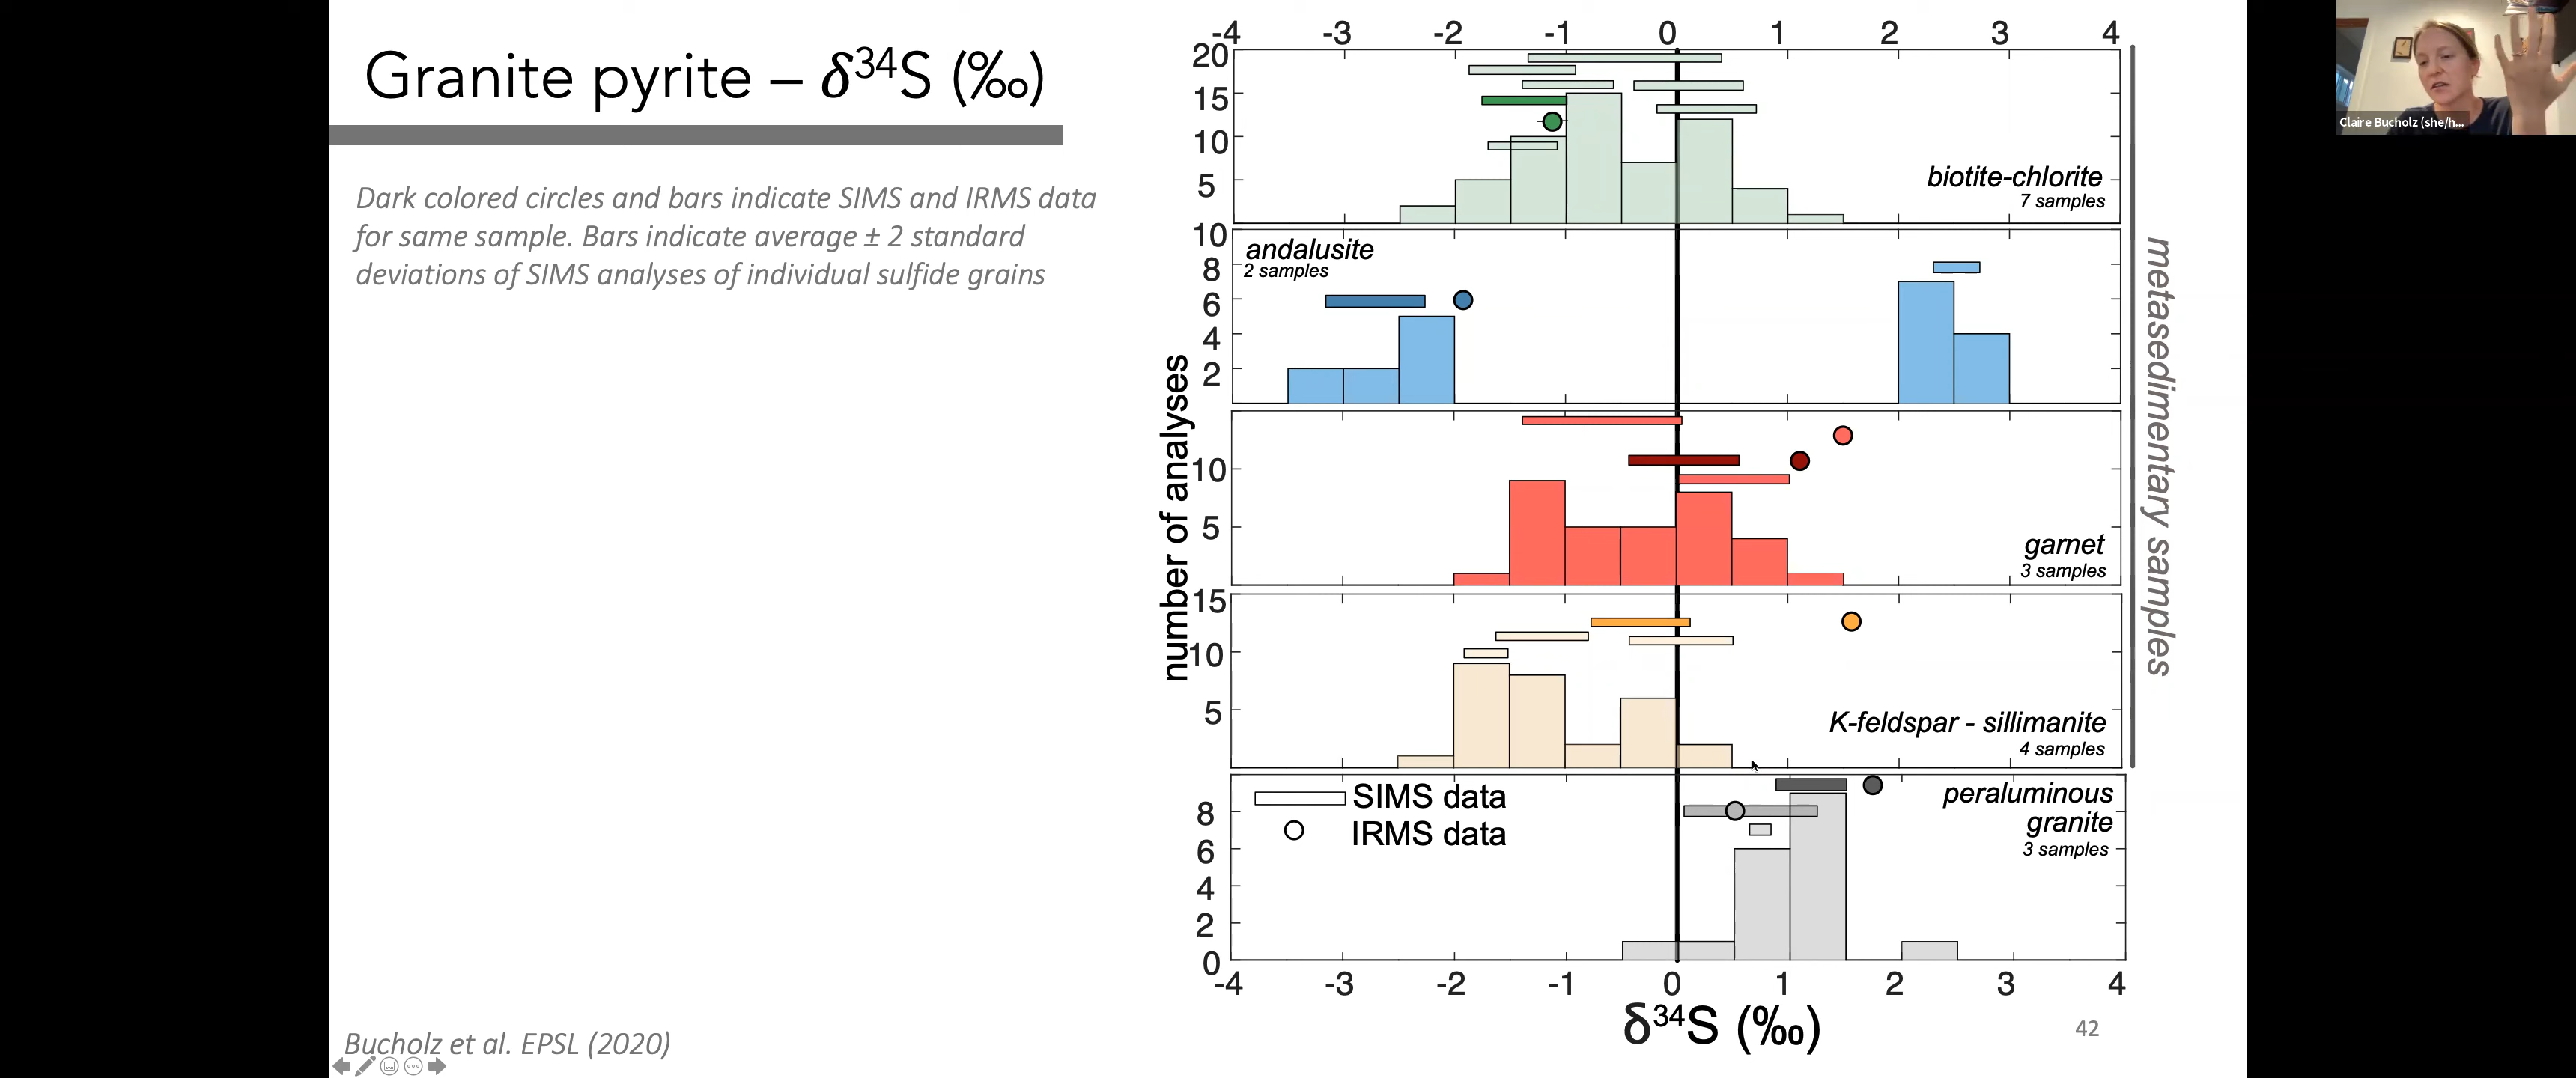 Granite pyrite – δ³⁴S (‰)
Dark colored circles and bars indicate SIMS and IRMS data
for same sample. Bars indicate average ± 2 standard
deviations of SIMS analyses of individual sulfide grains
-4 -3 -2 -1 0 1 2 3 4
20
15
10
5
biotite-chlorite
7 samples
10
8
6
4
2
andalusite
2 samples
10
5
garnet
3 samples
15
10
5
K-feldspar - sillimanite
4 samples
8
6
4
2
0
SIMS data
IRMS data
peraluminous
granite
3 samples
-4 -3 -2 -1 0 1 2 3 4
δ³⁴S (‰)
number of analyses
metasedimentary samples
Bucholz et al. EPSL (2020)
42
Claire Bucholz (she/h...